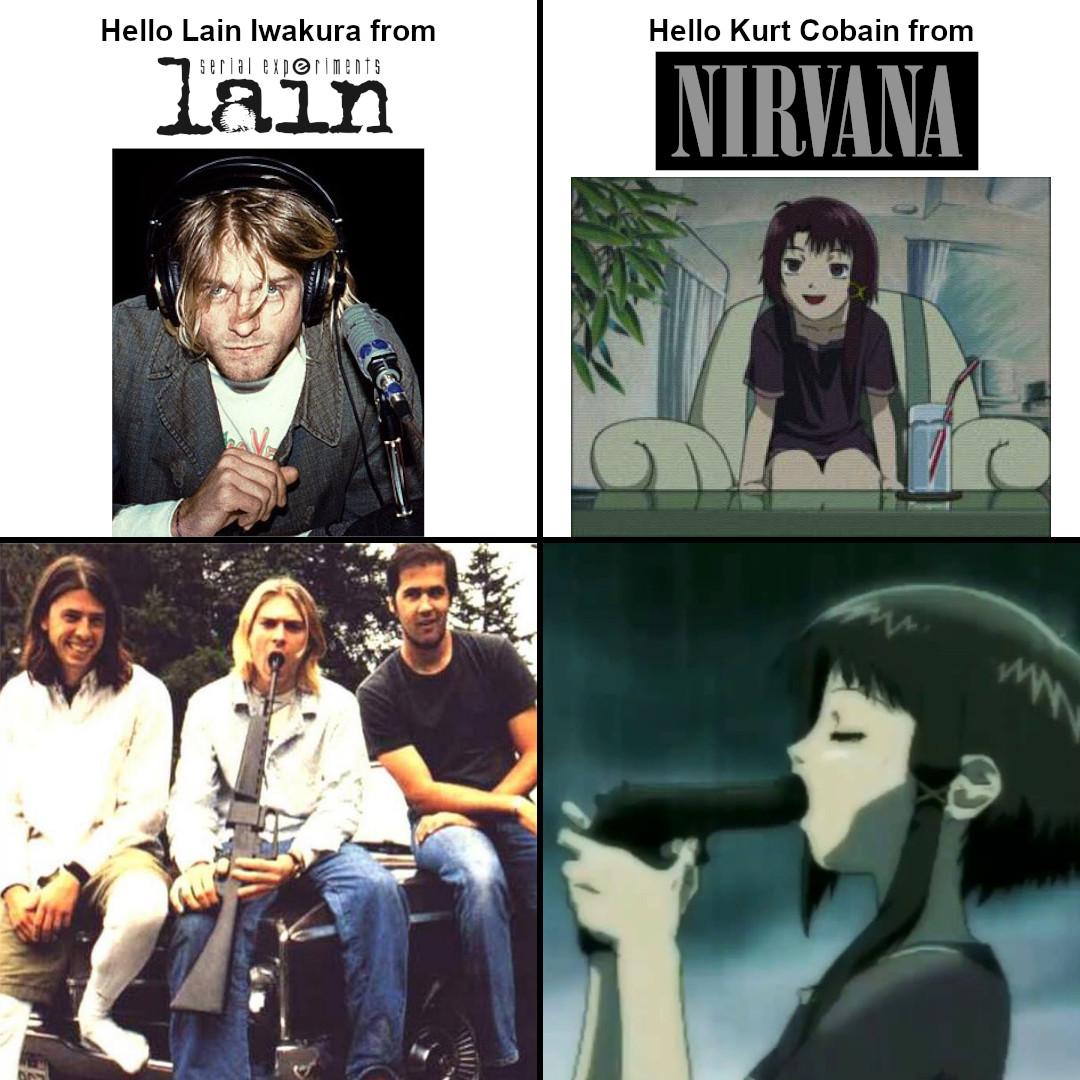 Hello Lain Iwakura from
serial experiments
lain
Hello Kurt Cobain from
NIRVANA